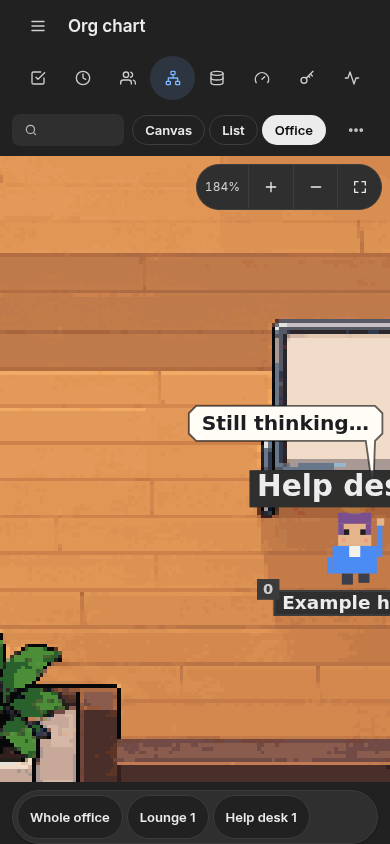 Org chart
Canvas
List
Office
184%
Still thinking...
Help des
0
Example h
Whole office
Lounge 1
Help desk 1